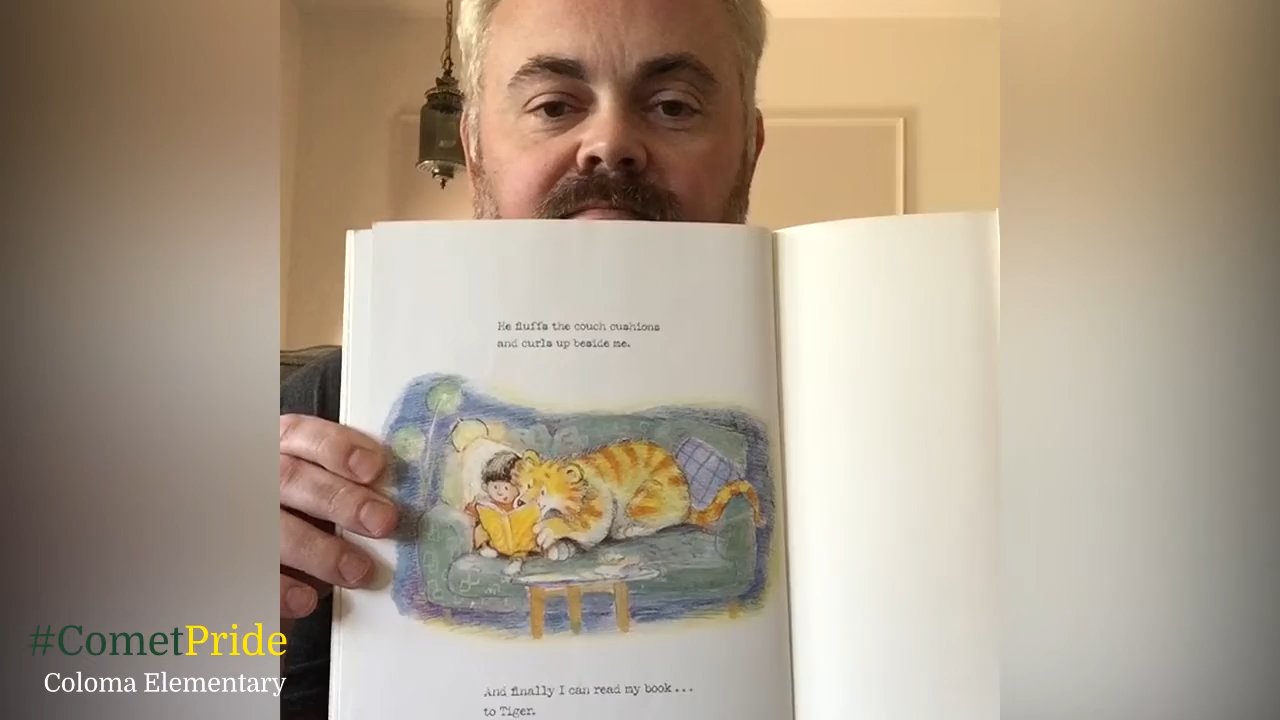 He fluffs the couch cushions
and curls up beside me.
And finally I can read my book...
to Tiger.
#CometPride
Coloma Elementary